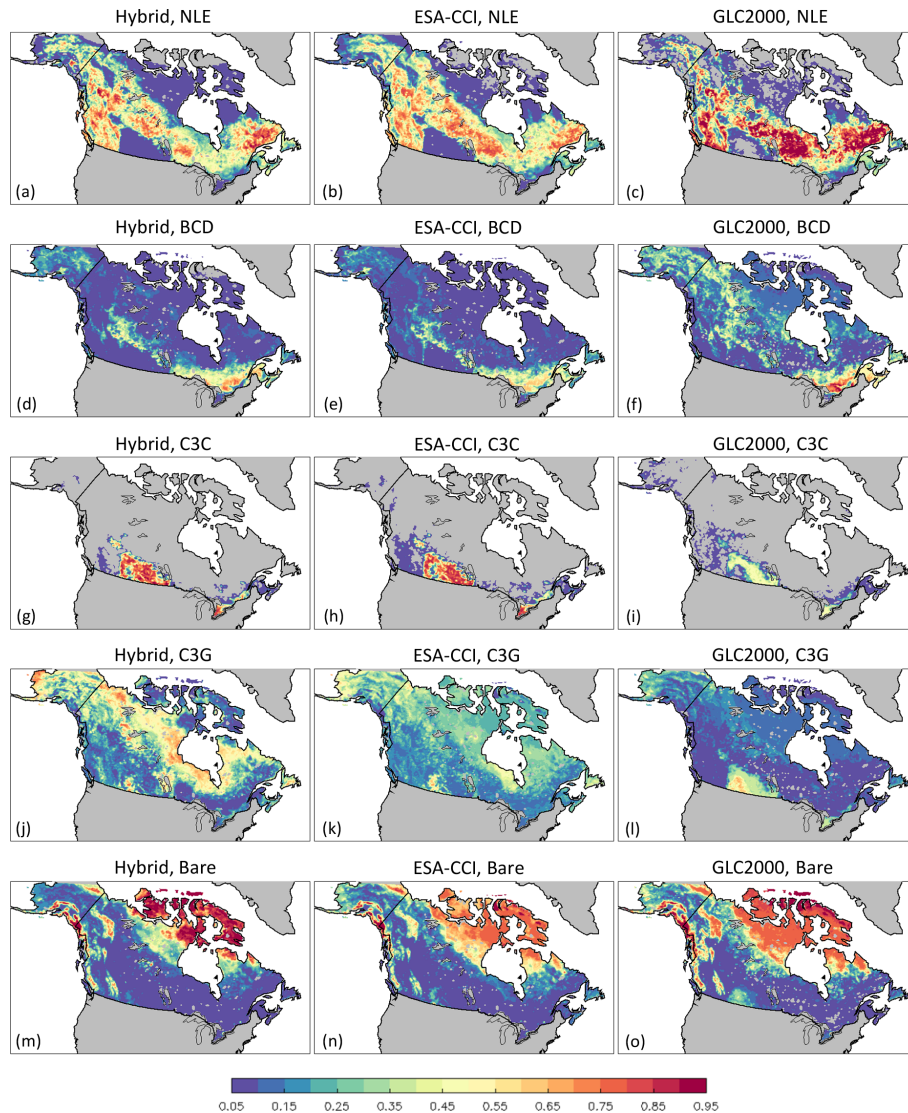 Hybrid, NLE ESA-CCI, NLE GLC2000, NLE
(a) (b) (c)
Hybrid, BCD ESA-CCI, BCD GLC2000, BCD
(d) (e) (f)
Hybrid, C3C ESA-CCI, C3C GLC2000, C3C
(g) (h) (i)
Hybrid, C3G ESA-CCI, C3G GLC2000, C3G
(j) (k) (l)
Hybrid, Bare ESA-CCI, Bare GLC2000, Bare
(m) (n) (o)
0.05 0.15 0.25 0.35 0.45 0.55 0.65 0.75 0.85 0.95